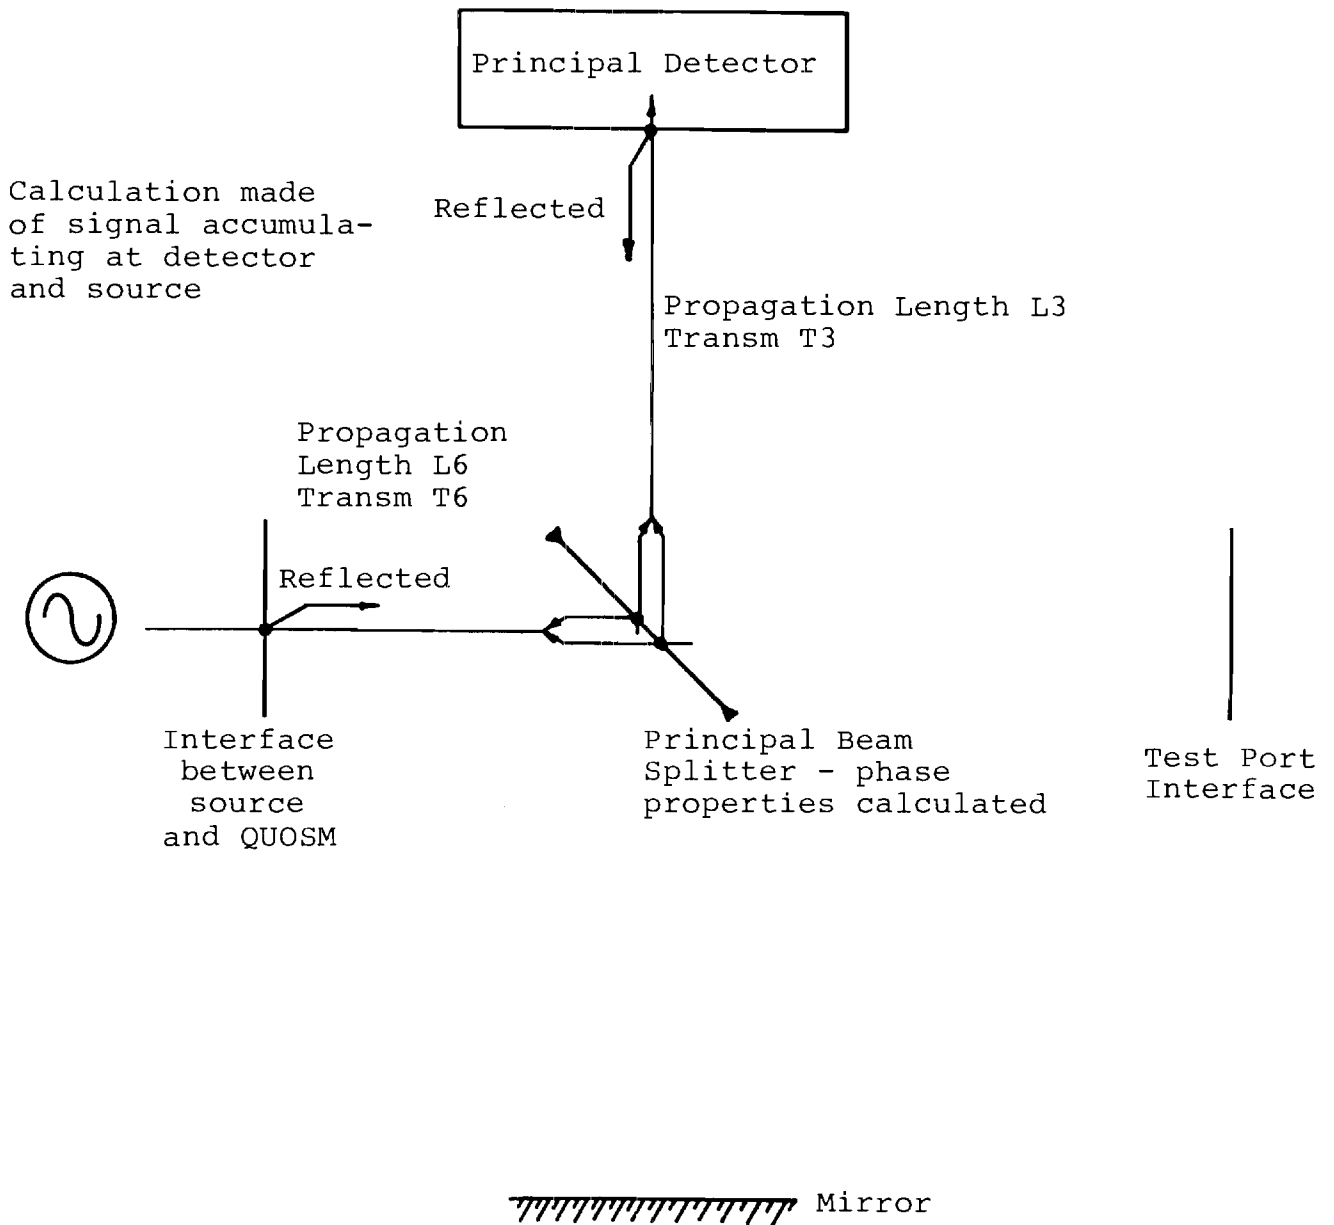 Principal Detector
Calculation made
of signal accumula-
ting at detector
and source
Reflected
Propagation Length L3
Transm T3
Propagation
Length L6
Transm T6
Reflected
Interface
between
source
and QUOSM
Principal Beam
Splitter - phase
properties calculated
Test Port
Interface
Mirror